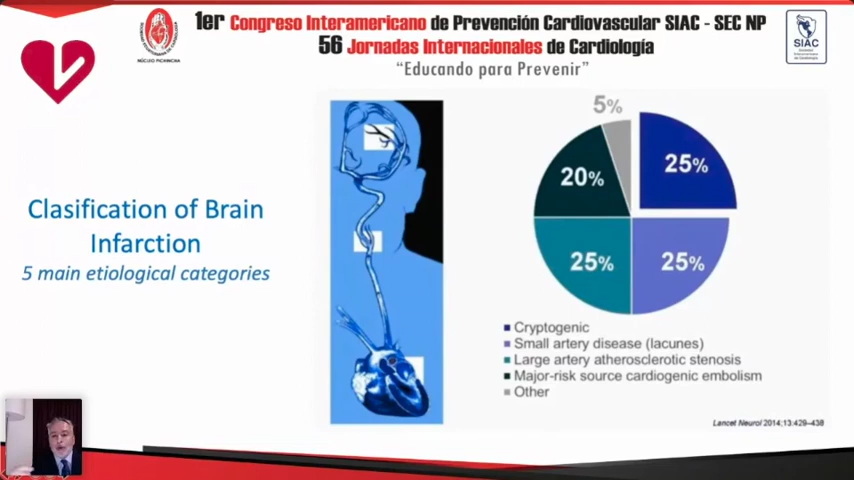 1er Congreso Interamericano de Prevención Cardiovascular SIAC - SEC NP
56 Jornadas Internacionales de Cardiología
“Educando para Prevenir”
NÚCLEO PICHINCHA
SIAC
Clasification of Brain
Infarction
5 main etiological categories
5%
25%
20%
25%
25%
Cryptogenic
Small artery disease (lacunes)
Large artery atherosclerotic stenosis
Major-risk source cardiogenic embolism
Other
Lancet Neurol 2014;13:429–438